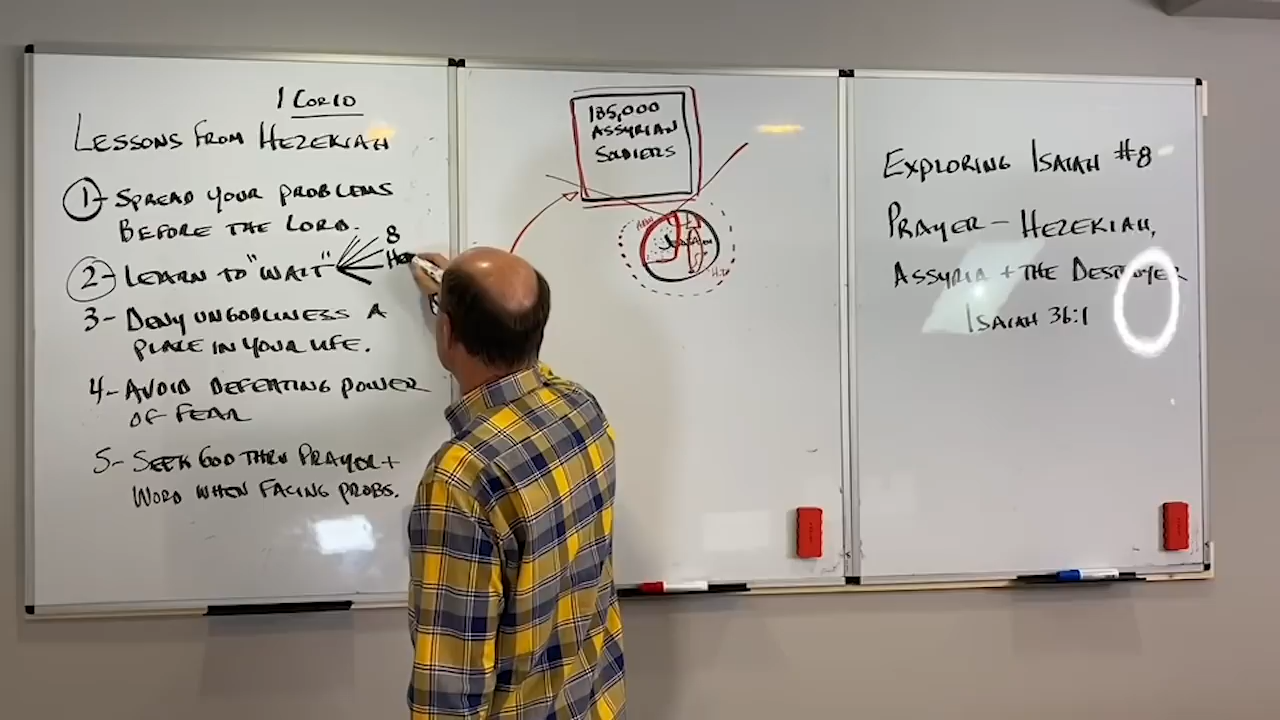 1 COR 10
LESSONS FROM HEZEKIAH
1- SPREAD YOUR PROBLEMS
BEFORE THE LORD.
2- LEARN TO "WAIT"
8
3- DENY UNGODLINESS A
PLACE IN YOUR LIFE.
4- AVOID DEFEATING POWER
OF FEAR
5- SEEK GOD THRU PRAYER +
WORD WHEN FACING PROBS.
185,000
ASSYRIAN
SOLDIERS
EXPLORING ISAIAH #8
PRAYER - HEZEKIAH,
ASSYRIA + THE DESTROYER
ISAIAH 36:1